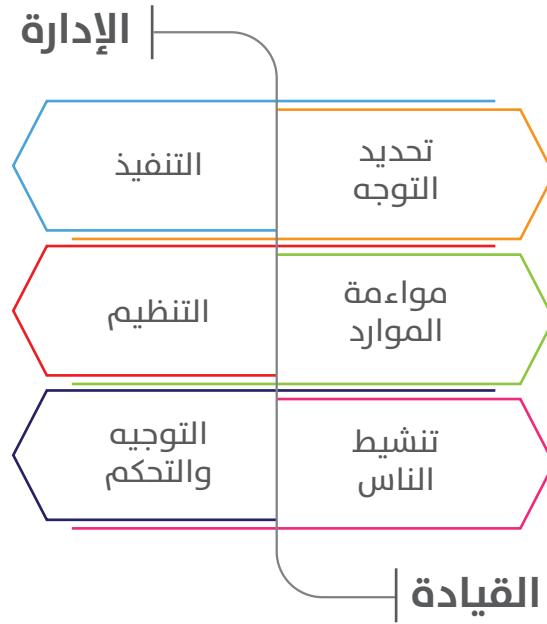 الإدارة
تحديد
التوجه
التنفيذ
مواءمة
الموارد
التنظيم
تنشيط
الناس
التوجيه
والتحكم
القيادة